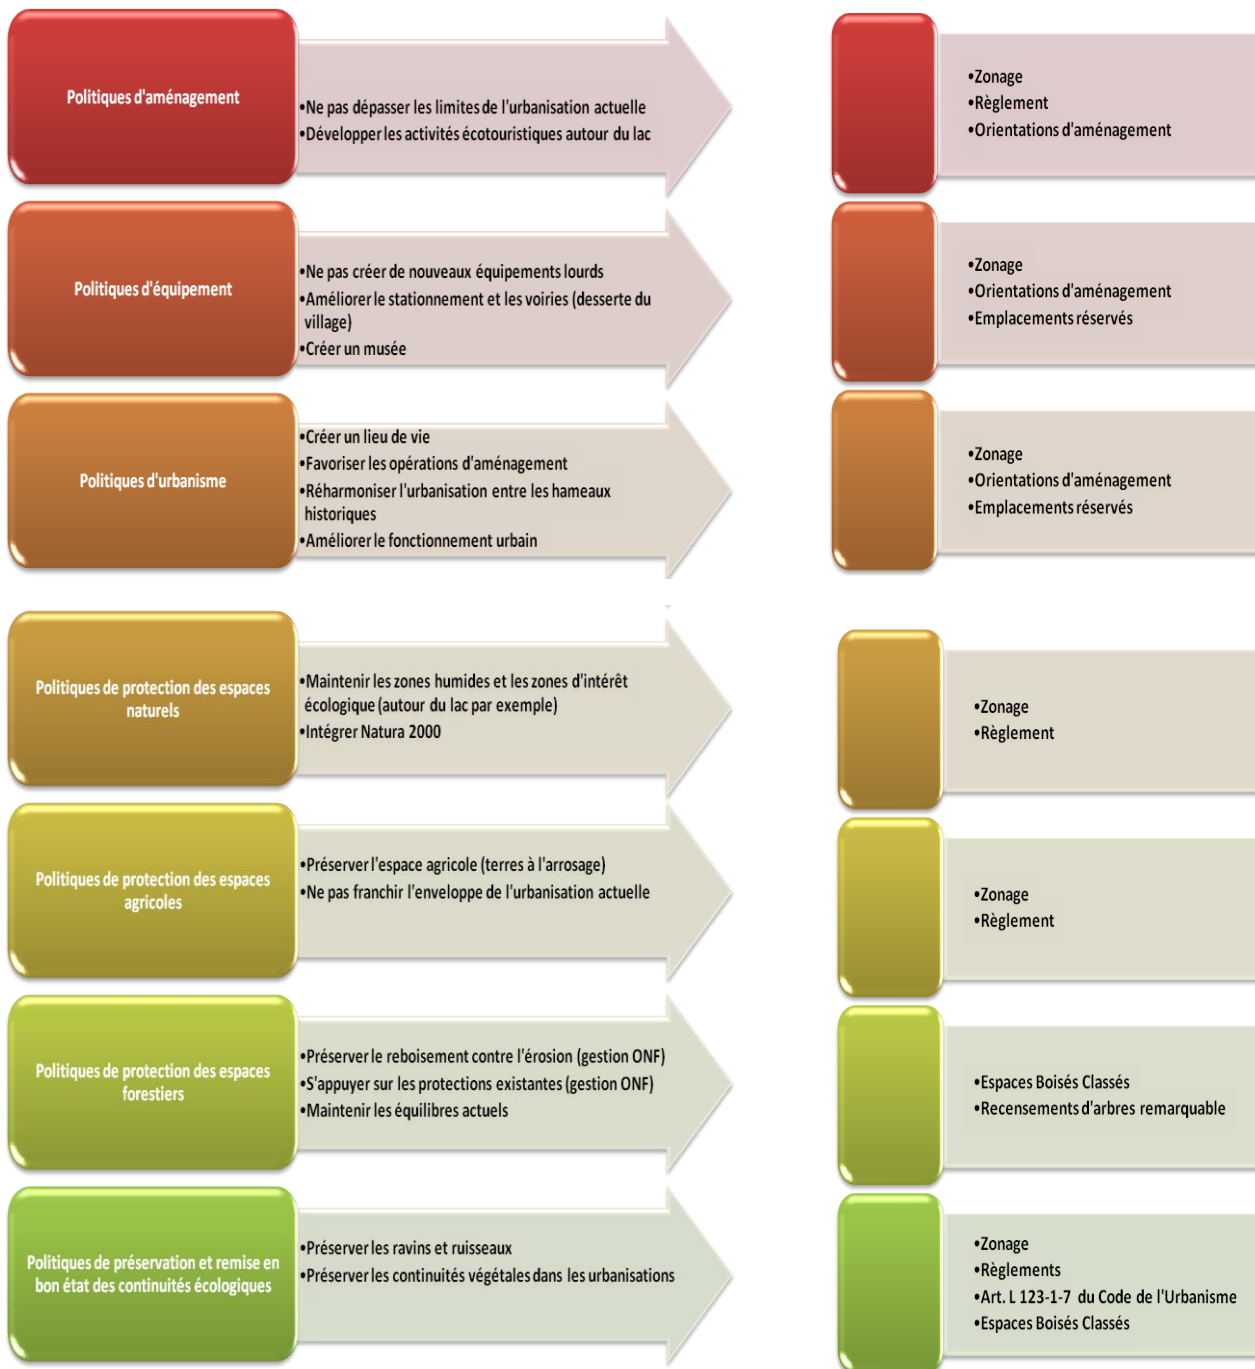 Politiques d'aménagement
•Ne pas dépasser les limites de l'urbanisation actuelle
•Développer les activités écotouristiques autour du lac
•Zonage
•Règlement
•Orientations d'aménagement
Politiques d'équipement
•Ne pas créer de nouveaux équipements lourds
•Améliorer le stationnement et les voiries (desserte du
village)
•Créer un musée
•Zonage
•Orientations d'aménagement
•Emplacements réservés
Politiques d'urbanisme
•Créer un lieu de vie
•Favoriser les opérations d'aménagement
•Réharmoniser l'urbanisation entre les hameaux
historiques
•Améliorer le fonctionnement urbain
•Zonage
•Orientations d'aménagement
•Emplacements réservés
Politiques de protection des espaces
naturels
•Maintenir les zones humides et les zones d'intérêt
écologique (autour du lac par exemple)
•Intégrer Natura 2000
•Zonage
•Règlement
Politiques de protection des espaces
agricoles
•Préserver l'espace agricole (terres à l'arrosage)
•Ne pas franchir l'enveloppe de l'urbanisation actuelle
•Zonage
•Règlement
Politiques de protection des espaces
forestiers
•Préserver le reboisement contre l'érosion (gestion ONF)
•S'appuyer sur les protections existantes (gestion ONF)
•Maintenir les équilibres actuels
•Espaces Boisés Classés
•Recensements d'arbres remarquable
Politiques de préservation et remise en
bon état des continuités écologiques
•Préserver les ravins et ruisseaux
•Préserver les continuités végétales dans les urbanisations
•Zonage
•Règlements
•Art. L 123-1-7 du Code de l'Urbanisme
•Espaces Boisés Classés